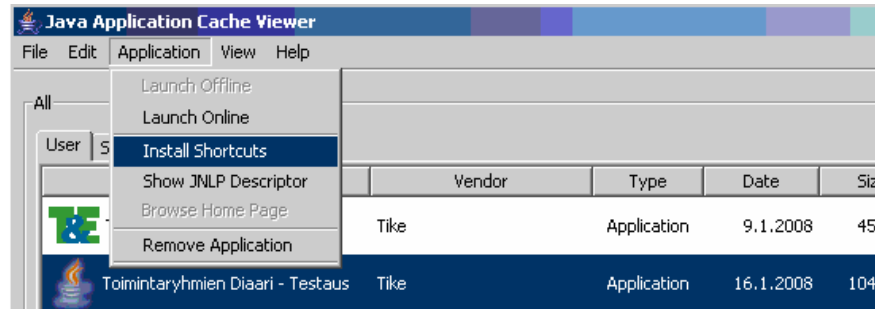 Java Application Cache Viewer
File Edit Application View Help
Launch Offline
All
Launch Online
User
Install Shortcuts
Show JNLP Descriptor
Vendor Type Date
Browse Home Page
T&E Tike Application 9.1.2008 45
Remove Application
Toimintaryhmien Diaari - Testaus Tike Application 16.1.2008 104